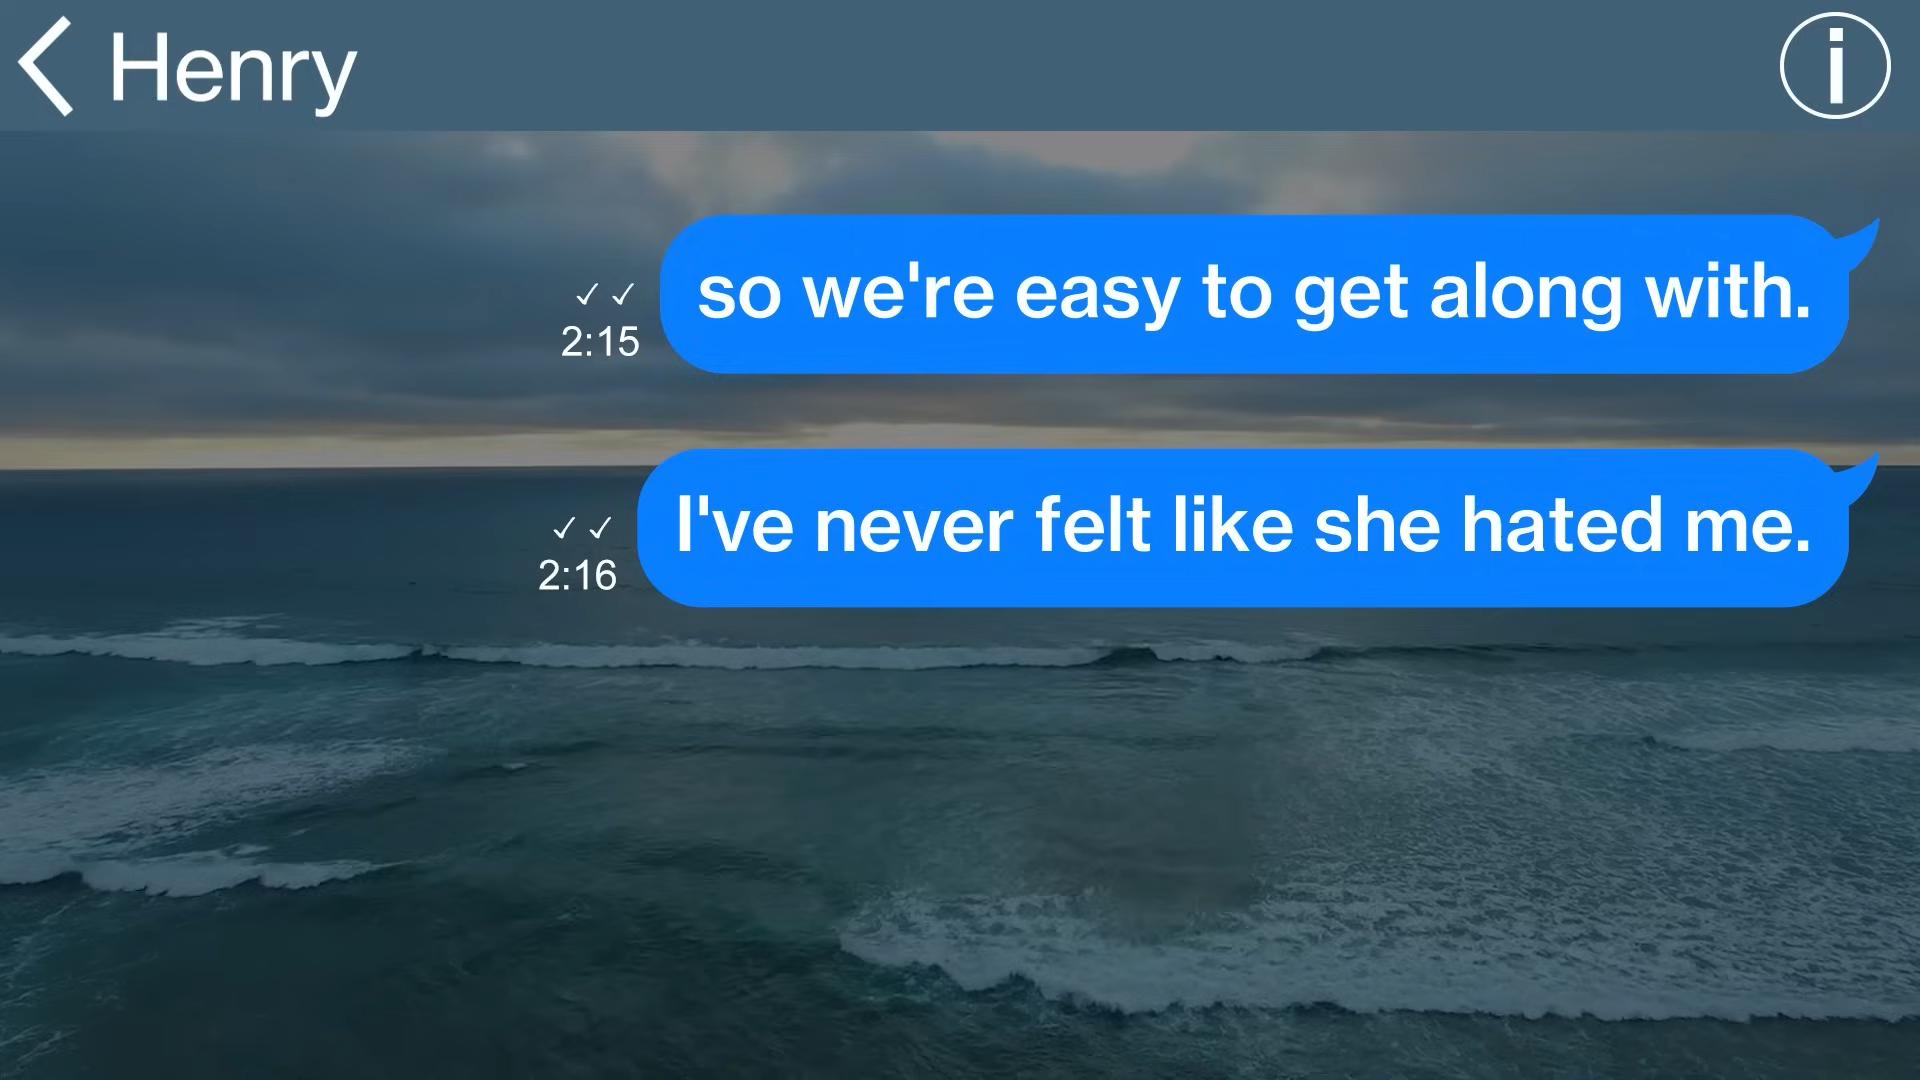 Henry
so we're easy to get along with.
✓ ✓
2:15
I've never felt like she hated me.
✓ ✓
2:16